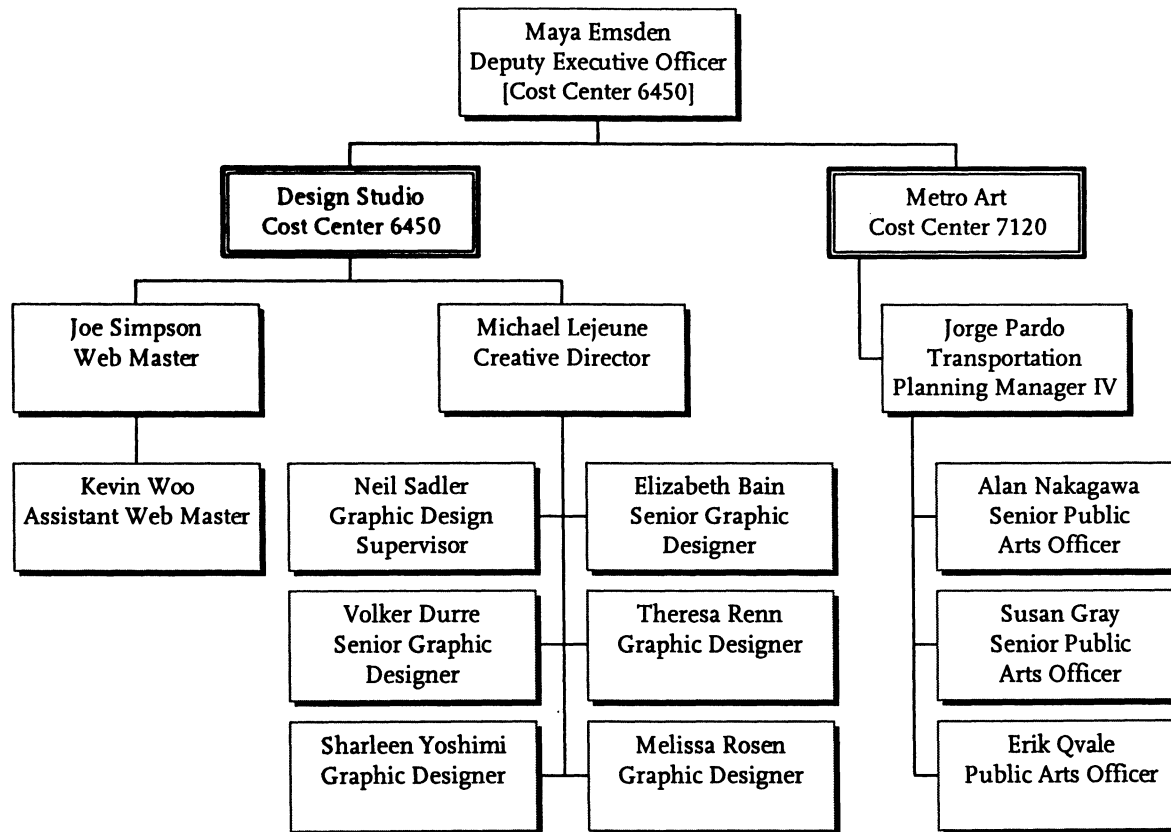 Maya Emsden
Deputy Executive Officer
[Cost Center 6450]
Design Studio
Cost Center 6450
Metro Art
Cost Center 7120
Joe Simpson
Web Master
Michael Lejeune
Creative Director
Jorge Pardo
Transportation
Planning Manager IV
Kevin Woo
Assistant Web Master
Neil Sadler
Graphic Design
Supervisor
Elizabeth Bain
Senior Graphic
Designer
Alan Nakagawa
Senior Public
Arts Officer
Volker Durre
Senior Graphic
Designer
Theresa Renn
Graphic Designer
Susan Gray
Senior Public
Arts Officer
Sharleen Yoshimi
Graphic Designer
Melissa Rosen
Graphic Designer
Erik Qvale
Public Arts Officer